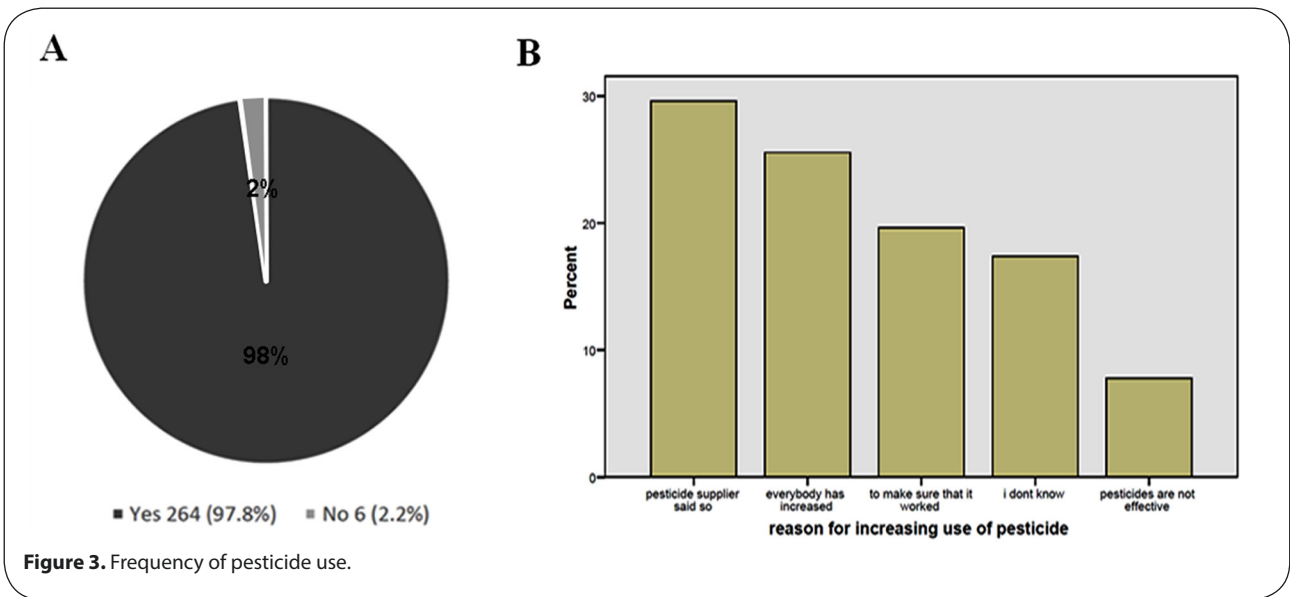 A
2%
98%
■ Yes 264 (97.8%) ■ No 6 (2.2%)
B
Percent
30
20
10
0
pesticide supplier
said so
everybody has
increased
to make sure that it
worked
i dont know
pesticides are not
effective
reason for increasing use of pesticide
Figure 3. Frequency of pesticide use.